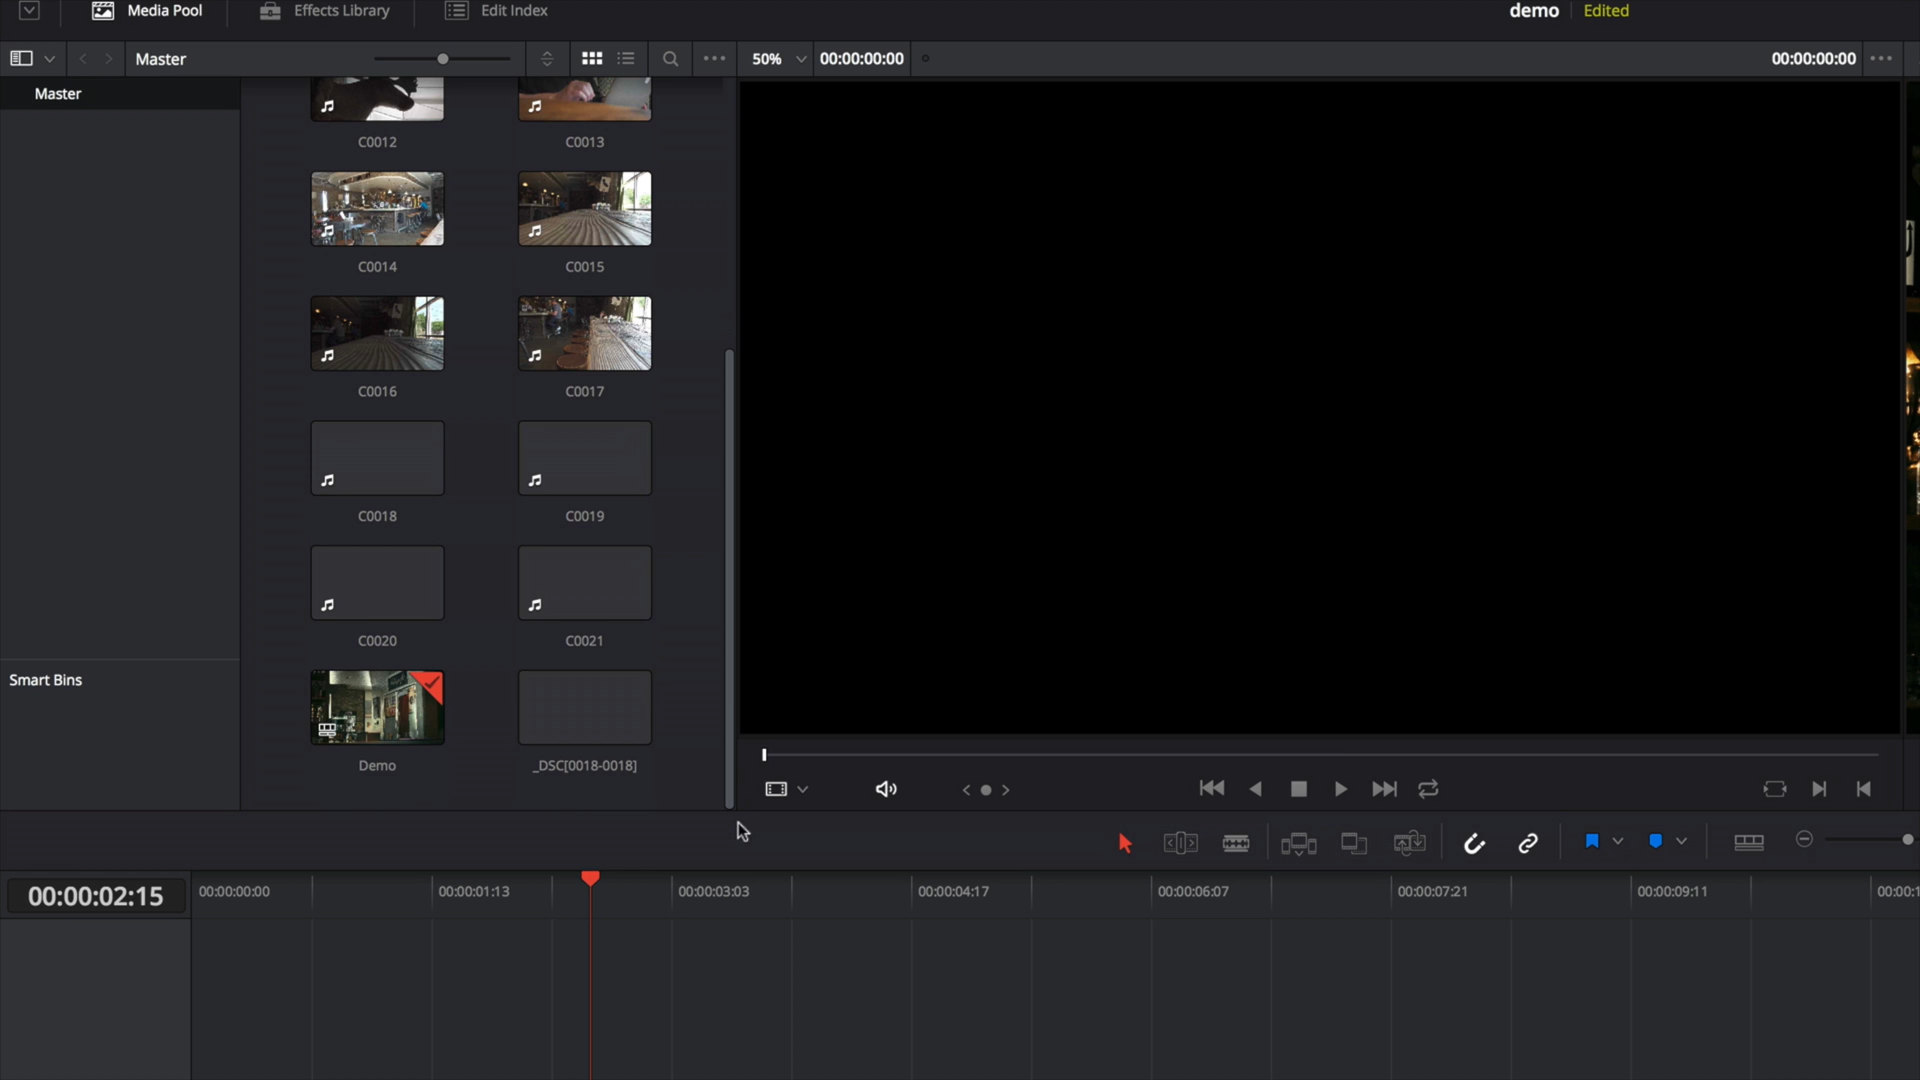 Media Pool
Effects Library
Edit Index
demo
Edited
Master
50%
00:00:00:00
00:00:00:00
Master
C0012
C0013
C0014
C0015
C0016
C0017
C0018
C0019
C0020
C0021
Smart Bins
Demo
_DSC[0018-0018]
00:00:02:15
00:00:00:00
00:00:01:13
00:00:03:03
00:00:04:17
00:00:06:07
00:00:07:21
00:00:09:11
00:00:1